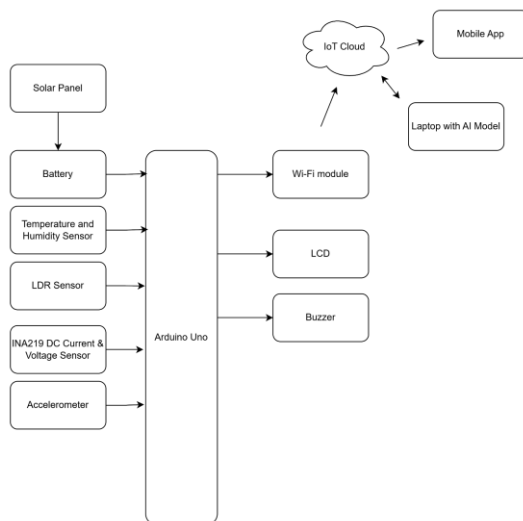 IoT Cloud
Mobile App
Solar Panel
Laptop with AI Model
Battery
Wi-Fi module
Temperature and
Humidity Sensor
LCD
LDR Sensor
Buzzer
Arduino Uno
INA219 DC Current &
Voltage Sensor
Accelerometer